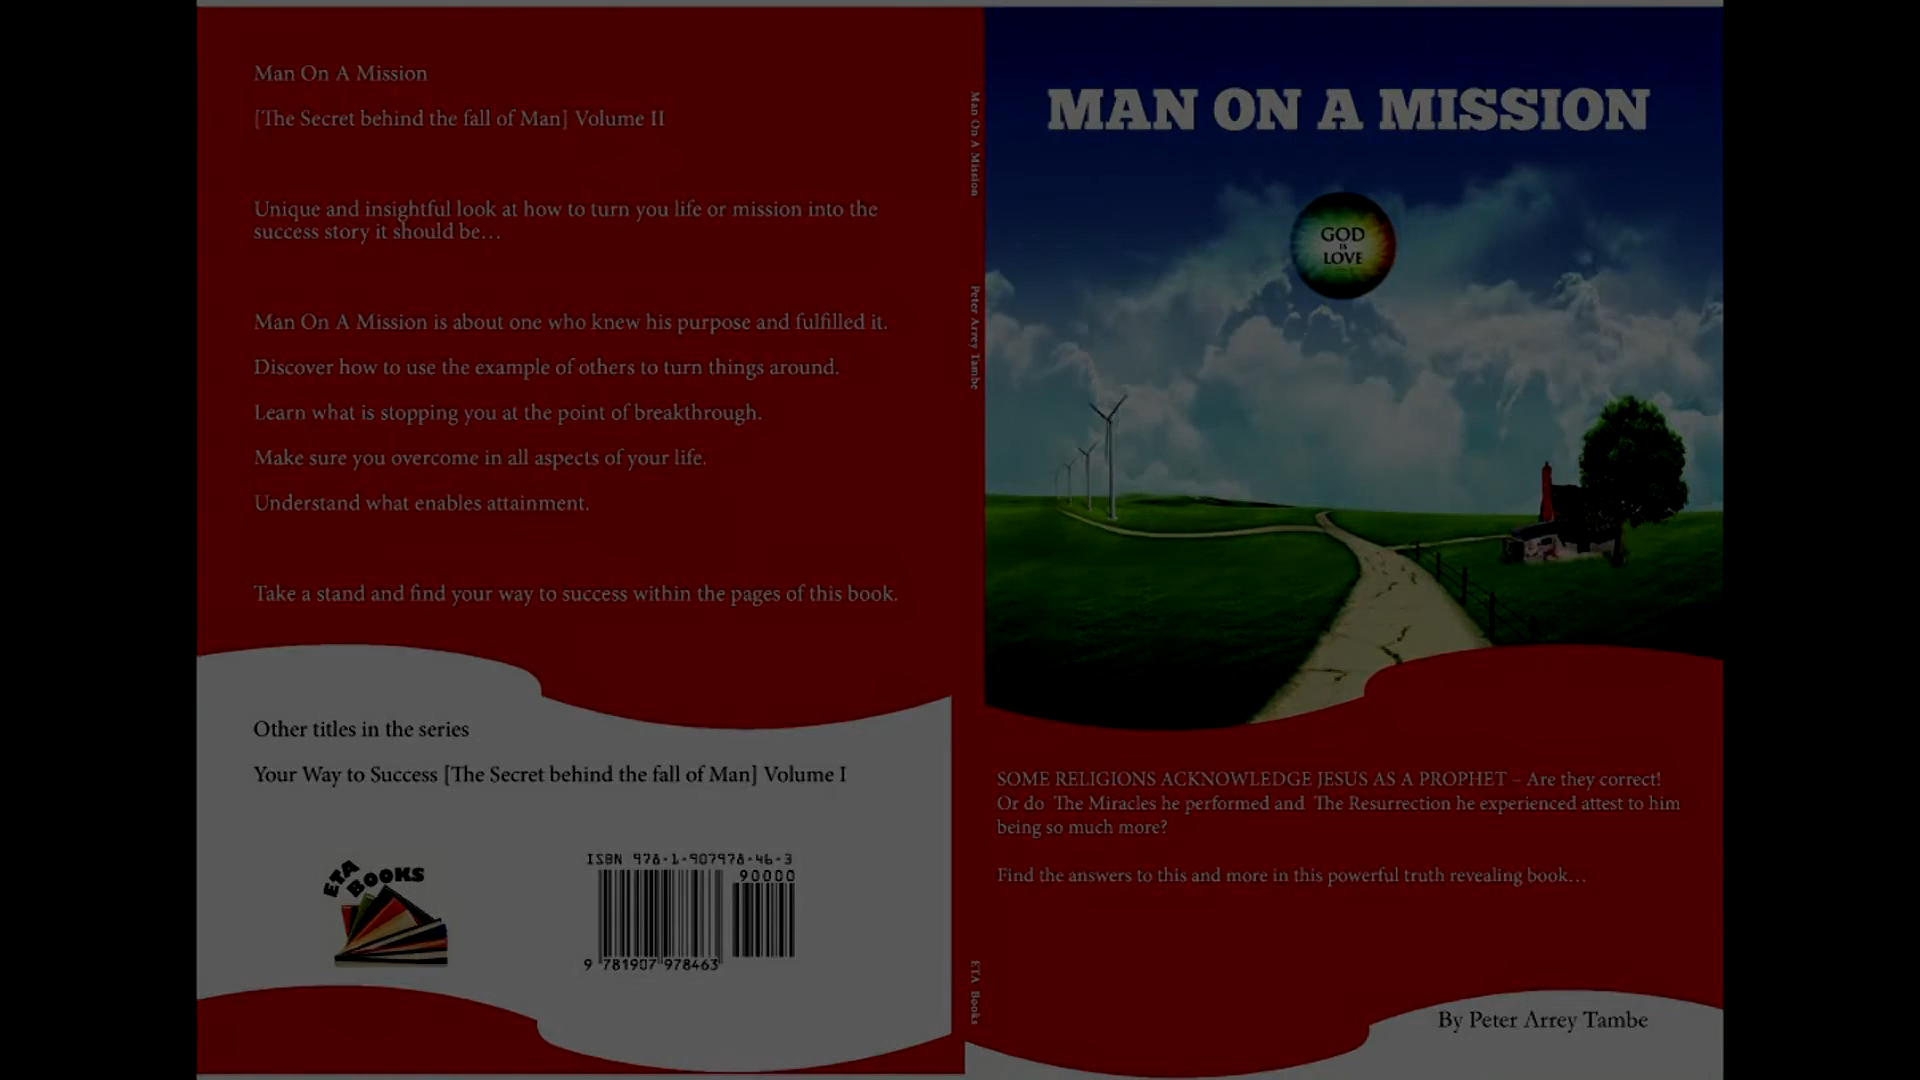 Man On A Mission
[The Secret behind the fall of Man] Volume II
Unique and insightful look at how to turn you life or mission into the
success story it should be…
Man On A Mission is about one who knew his purpose and fulfilled it.
Discover how to use the example of others to turn things around.
Learn what is stopping you at the point of breakthrough.
Make sure you overcome in all aspects of your life.
Understand what enables attainment.
Take a stand and find your way to success within the pages of this book.
Other titles in the series
Your Way to Success [The Secret behind the fall of Man] Volume I
ETA
BOOKS
ISBN 978-1-907978-46-3
90000
9 781907 978463
Man On A Mission
Peter Arrey Tambe
ETA Books
MAN ON A MISSION
GOD
IS
LOVE
SOME RELIGIONS ACKNOWLEDGE JESUS AS A PROPHET – Are they correct!
Or do The Miracles he performed and The Resurrection he experienced attest to him
being so much more?
Find the answers to this and more in this powerful truth revealing book…
By Peter Arrey Tambe